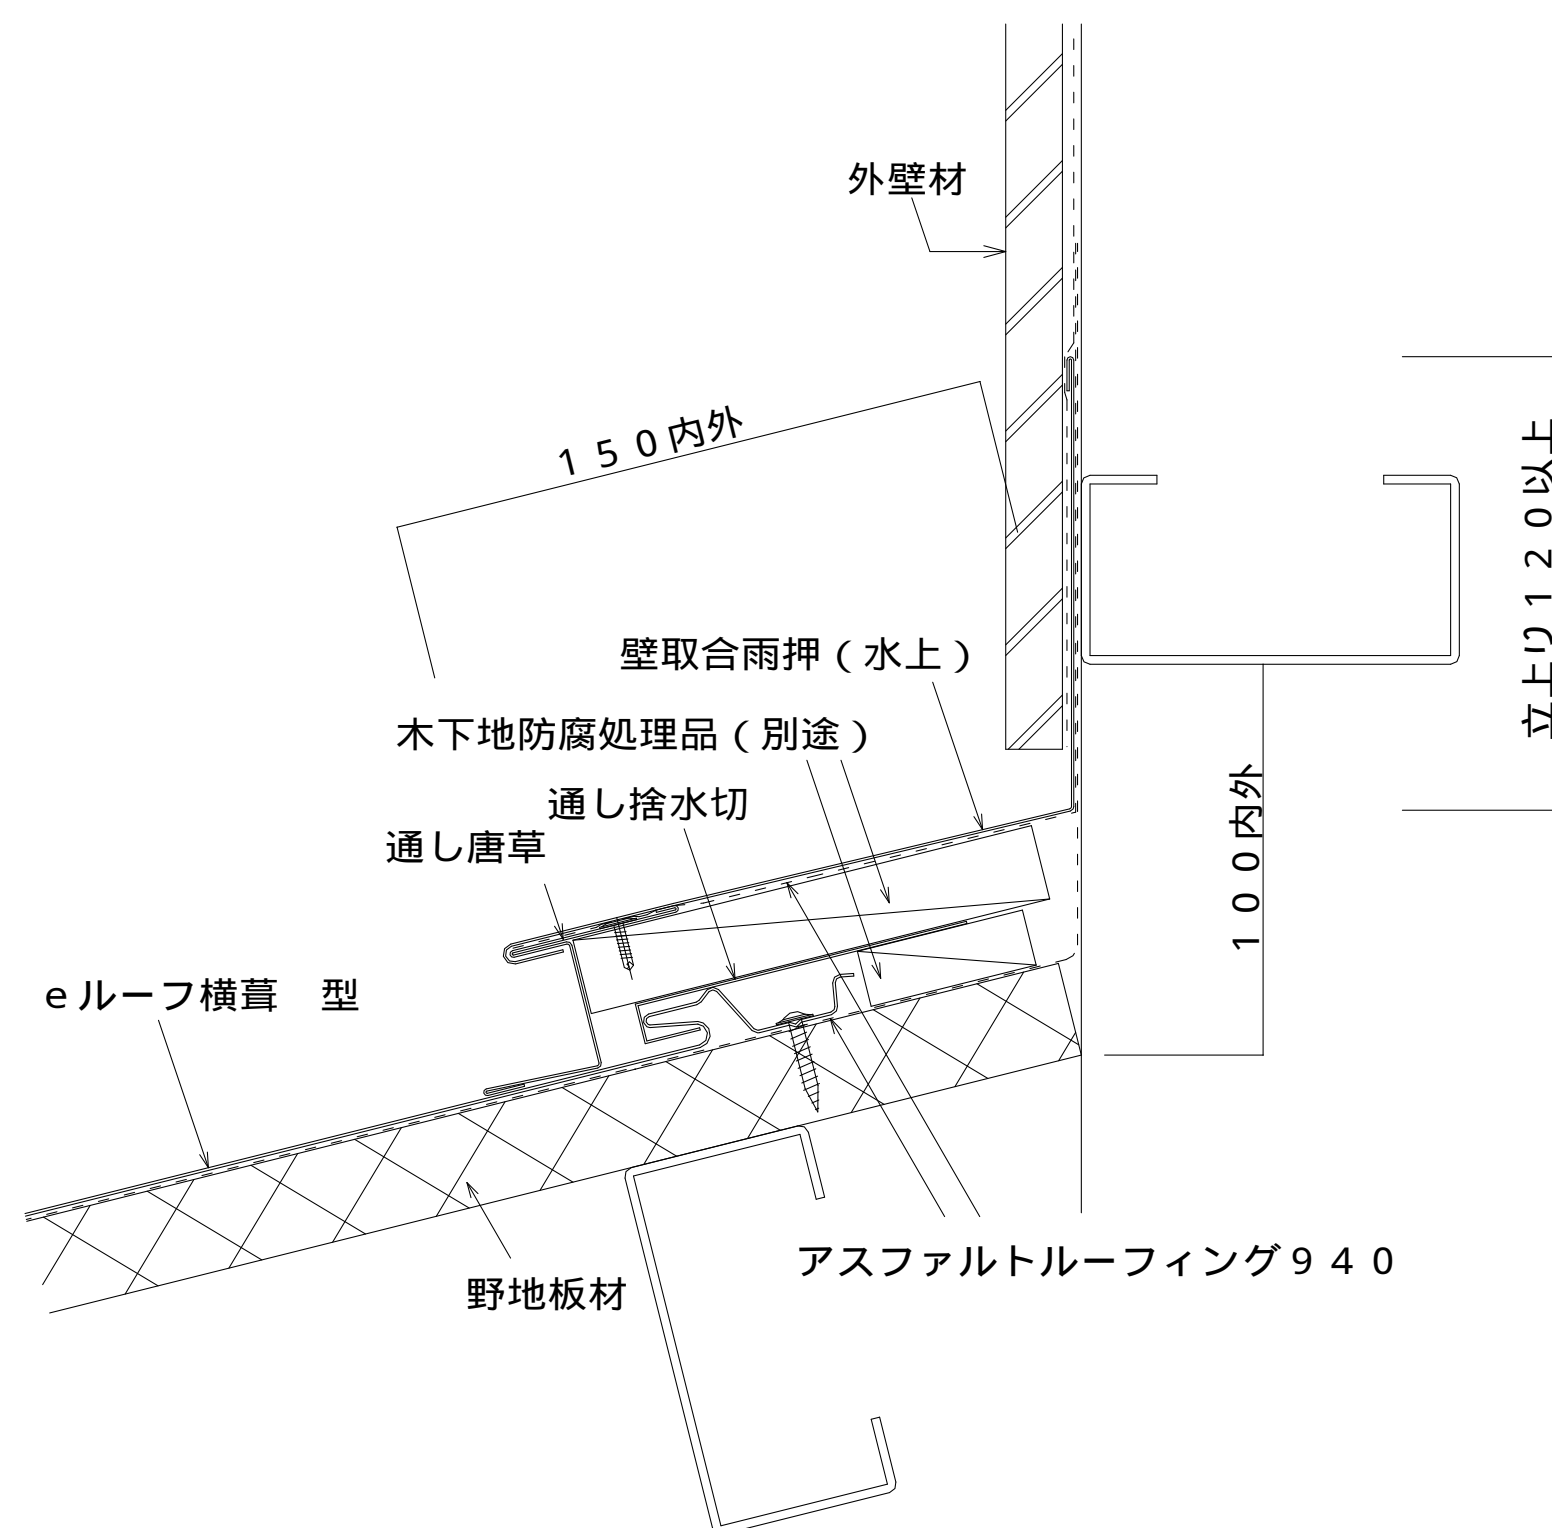 外壁材
１５０内外
立上り１２０以上
壁取合雨押（水上）
木下地防腐処理品（別途）
通し捨水切
通し唐草
１００内外
ｅルーフ横葺　型
アスファルトルーフィング９４０
野地板材